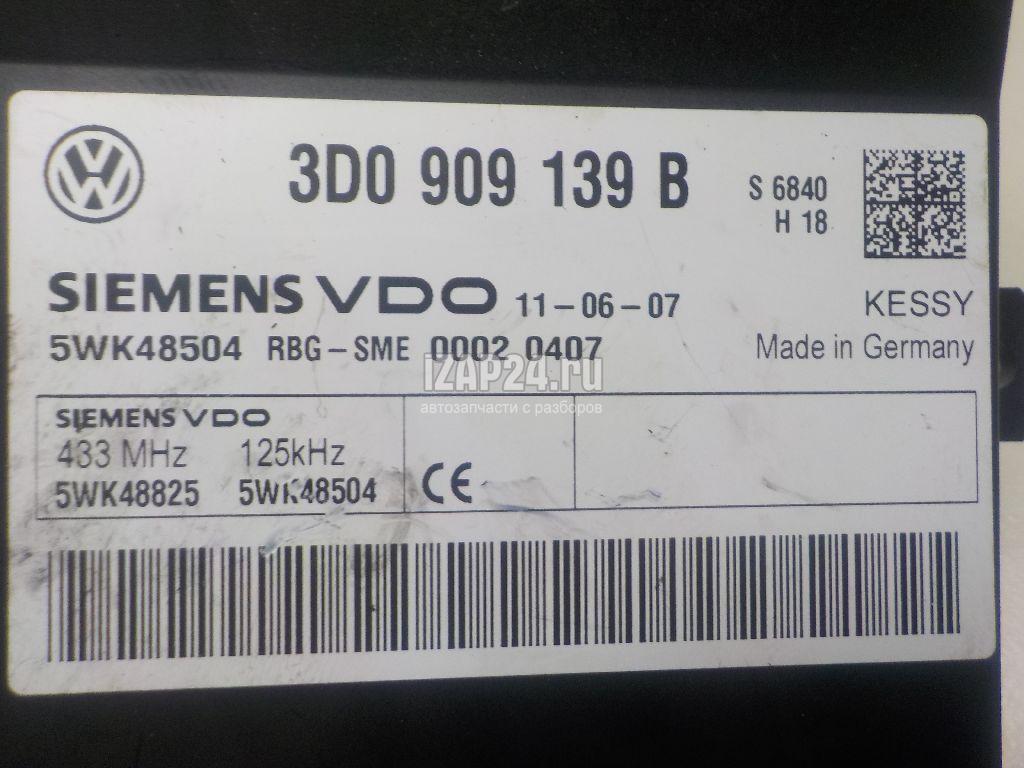 3D0 909 139 B
S 6840
H 18
SIEMENS VDO 11-06-07
KESSY
5WK48504 RBG-SME 0002 0407
Made in Germany
IZAP24.ru
автозапчасти с разборов
SIEMENS VDO
433 MHz 125kHz
5WK48825 5WK48504
CE